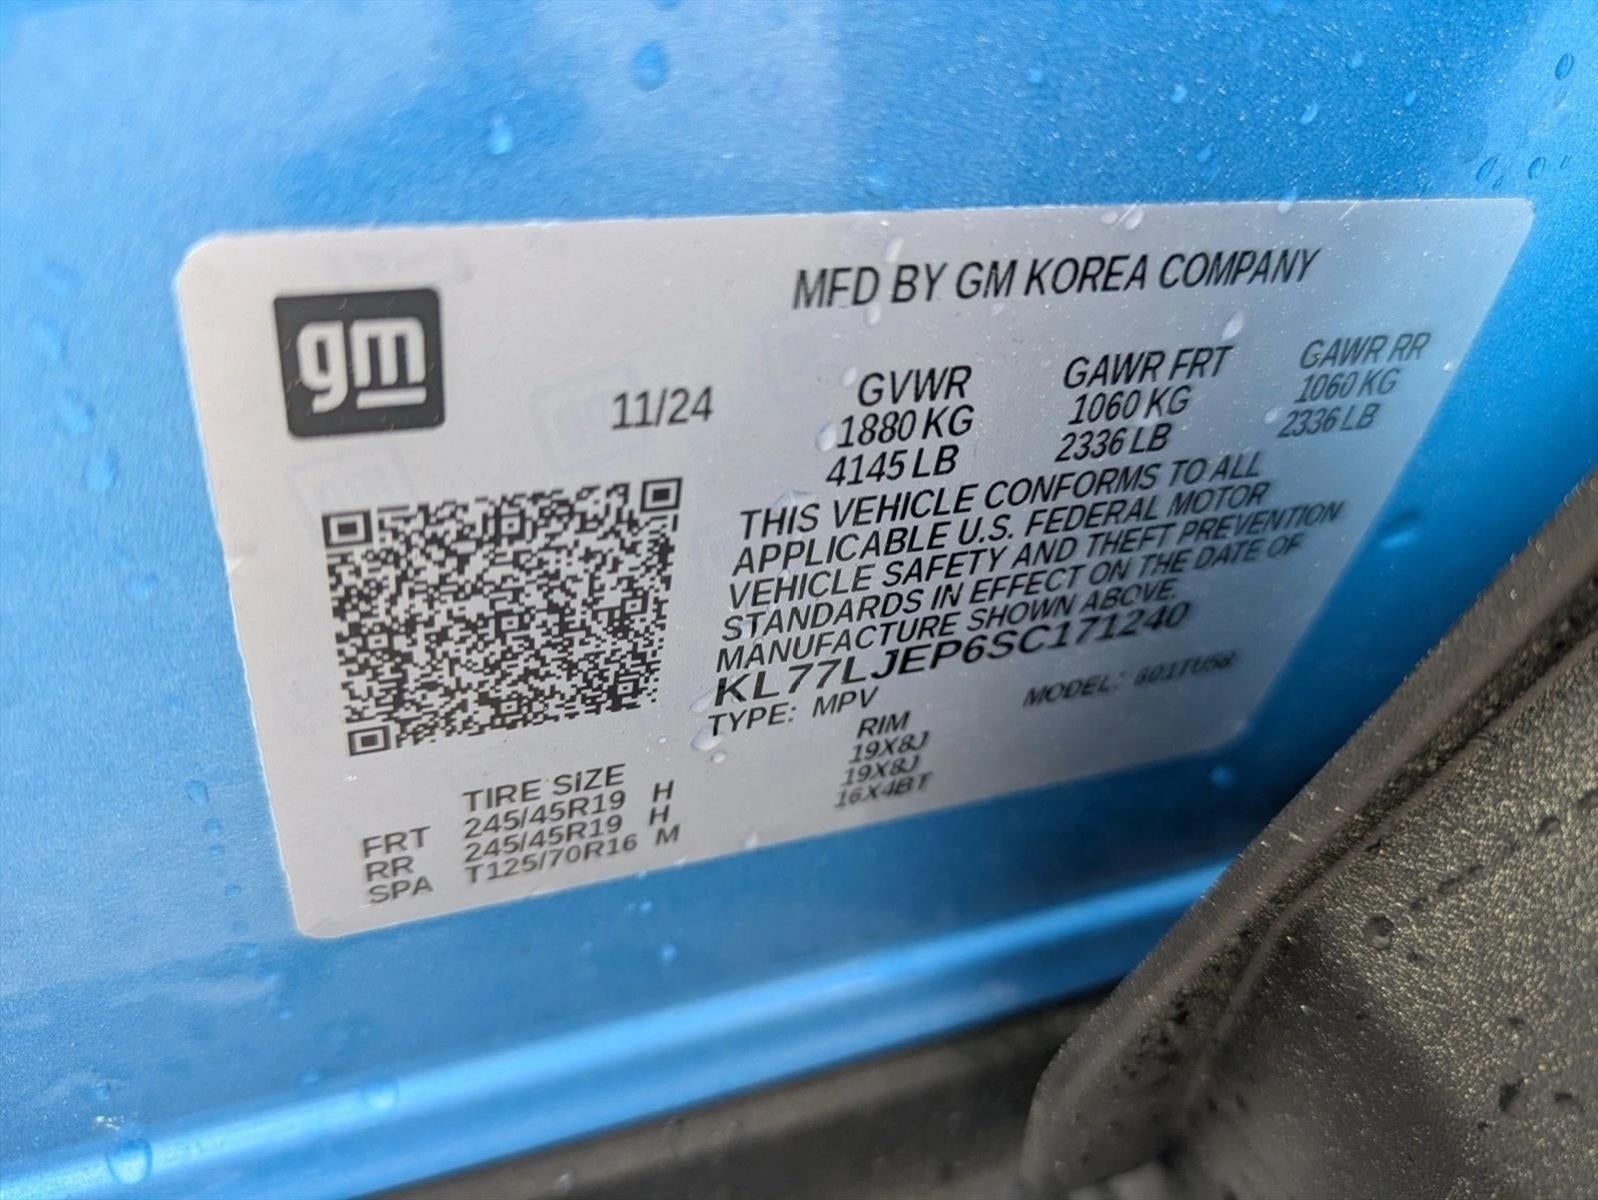 gm
MFD BY GM KOREA COMPANY
11/24
GVWR GAWR FRT GAWR RR
1880 KG 1060 KG 1060 KG
4145 LB 2336 LB 2336 LB
THIS VEHICLE CONFORMS TO ALL
APPLICABLE U.S. FEDERAL MOTOR
VEHICLE SAFETY AND THEFT PREVENTION
STANDARDS IN EFFECT ON THE DATE OF
MANUFACTURE SHOWN ABOVE.
KL77LJEP6SC171240
TYPE: MPV MODEL:
TIRE SIZE RIM
FRT 245/45R19 H 19X8J
RR 245/45R19 H 19X8J
SPA T125/70R16 M 16X4BT